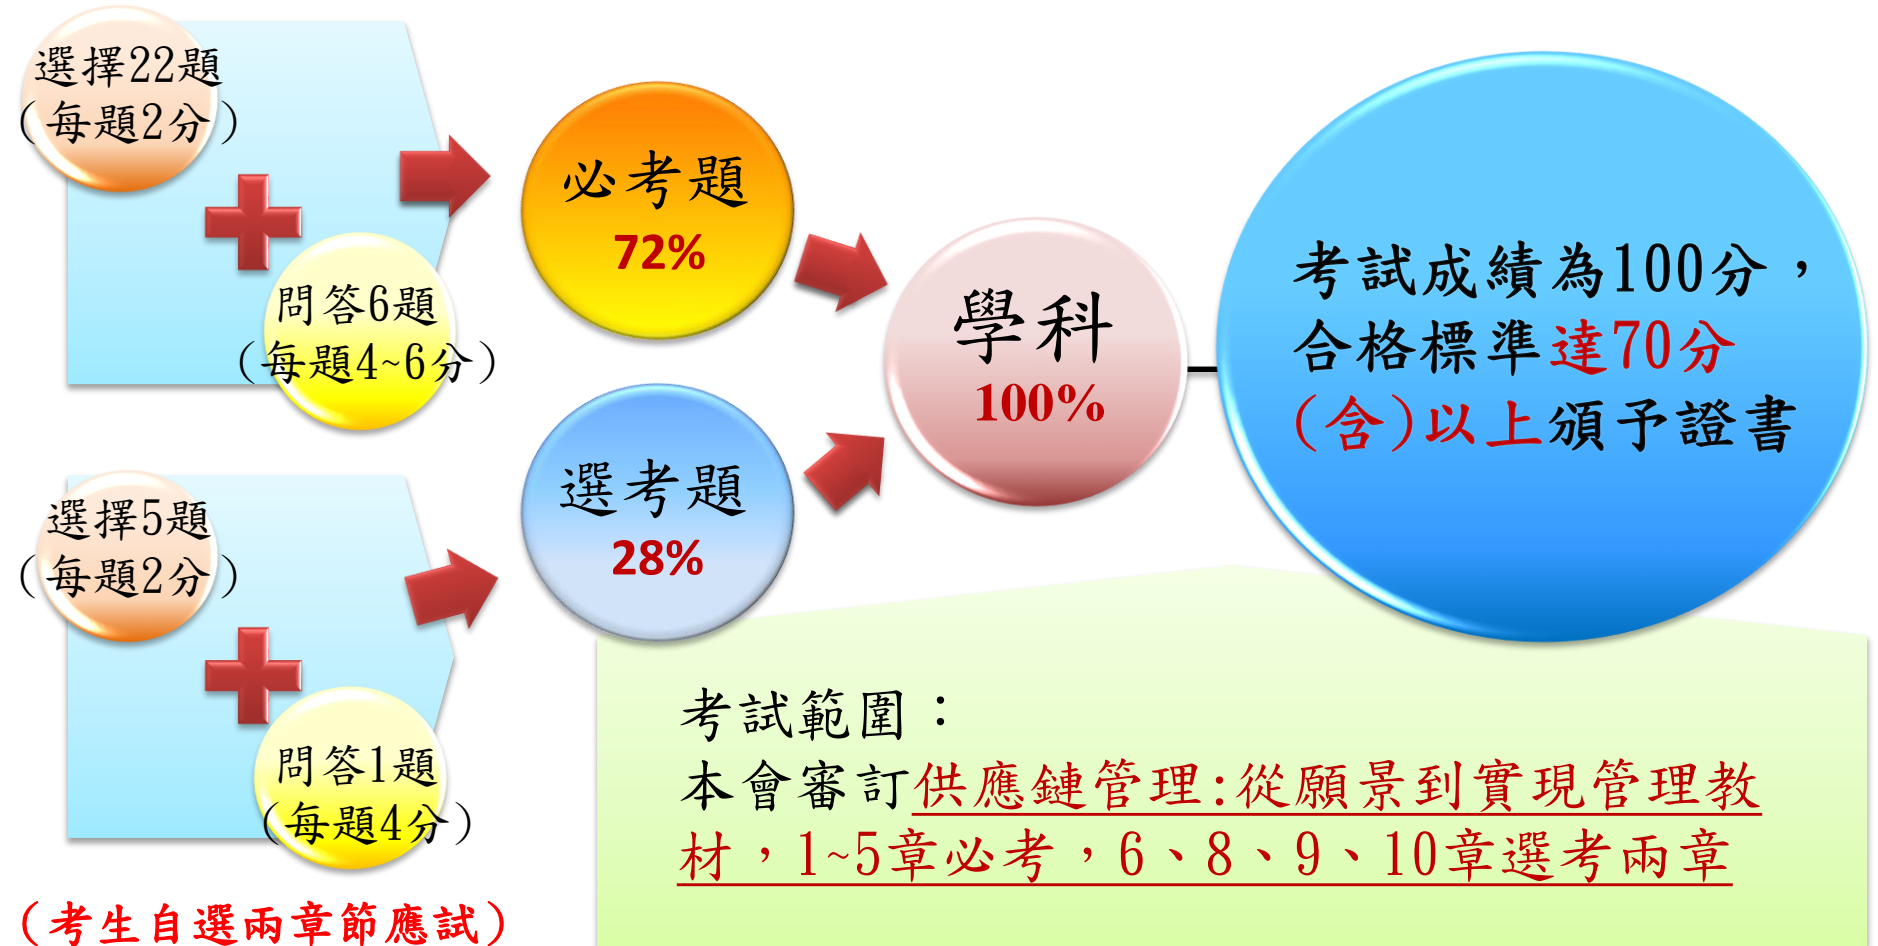 選擇22題
(每題2分)
問答6題
(每題4~6分)
必考題
72%
選擇5題
(每題2分)
問答1題
(每題4分)
(考生自選兩章節應試)
選考題
28%
學科
100%
考試成績為100分，
合格標準達70分
(含)以上頒予證書
考試範圍：
本會審訂供應鏈管理:從願景到實現管理教
材，1~5章必考，6、8、9、10章選考兩章